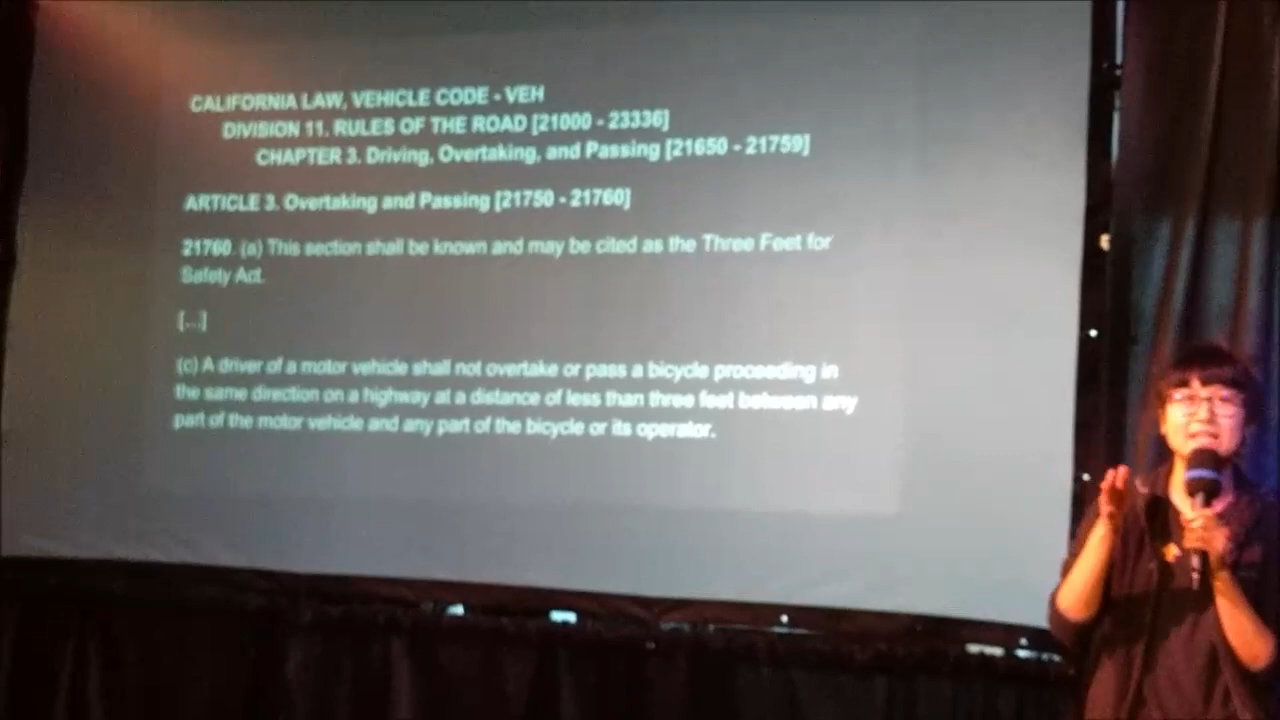 CALIFORNIA LAW, VEHICLE CODE - VEH
DIVISION 11. RULES OF THE ROAD [21000 - 23336]
CHAPTER 3. Driving, Overtaking, and Passing [21650 - 21759]
ARTICLE 3. Overtaking and Passing [21750 - 21760]
21760. (a) This section shall be known and may be cited as the Three Feet for
Safety Act.
[...]
(c) A driver of a motor vehicle shall not overtake or pass a bicycle proceeding in
the same direction on a highway at a distance of less than three feet between any
part of the motor vehicle and any part of the bicycle or its operator.